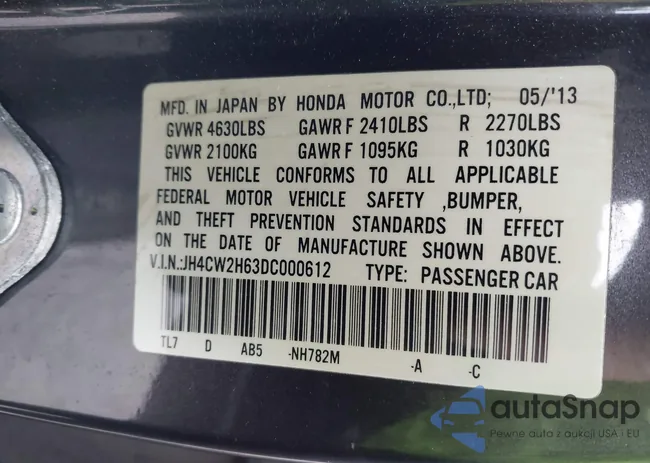 MFD. IN JAPAN BY HONDA MOTOR CO.,LTD; 05/'13
GVWR 4630LBS GAWR F 2410LBS R 2270LBS
GVWR 2100KG GAWR F 1095KG R 1030KG
THIS VEHICLE CONFORMS TO ALL APPLICABLE
FEDERAL MOTOR VEHICLE SAFETY ,BUMPER,
AND THEFT PREVENTION STANDARDS IN EFFECT
ON THE DATE OF MANUFACTURE SHOWN ABOVE.
V.I.N.:JH4CW2H63DC000612 TYPE: PASSENGER CAR
TL7 D AB5 -NH782M -A -C
autaSnap
Pewne auta z aukcji USA i EU